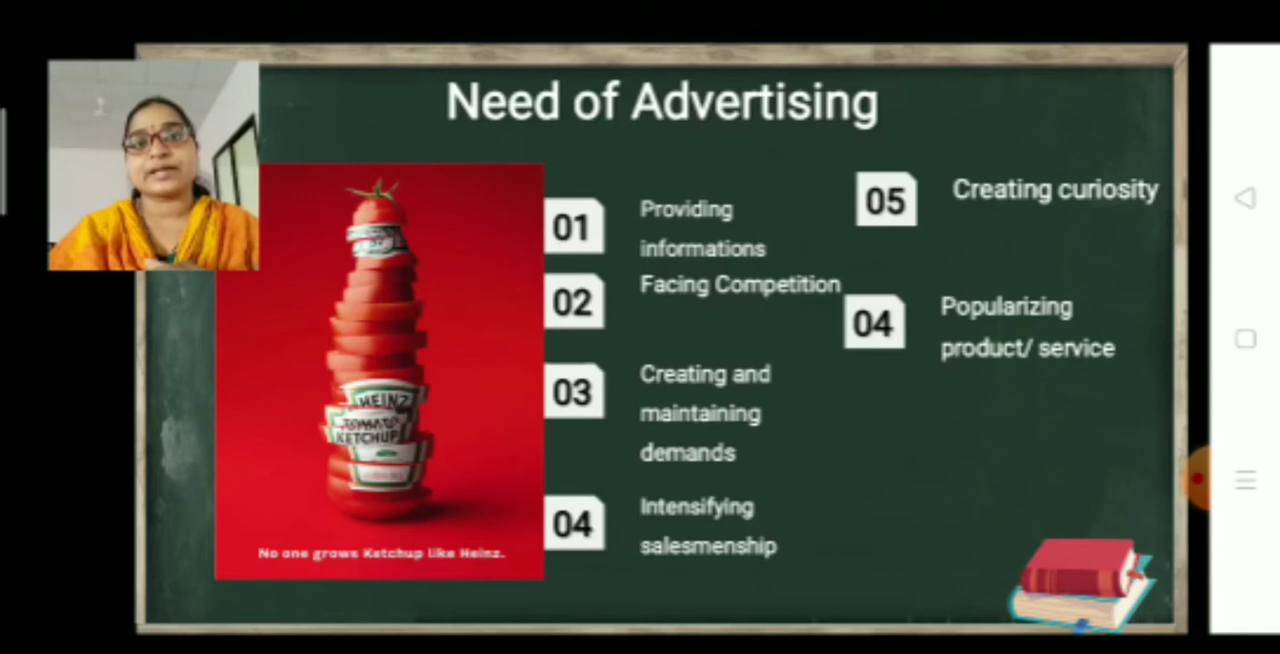 Need of Advertising
01
Providing
informations
02
Facing Competition
03
Creating and
maintaining
demands
04
Intensifying
salesmenship
05
Creating curiosity
04
Popularizing
product/ service
HEINZ
TOMATO
KETCHUP
No one grows Ketchup like Heinz.